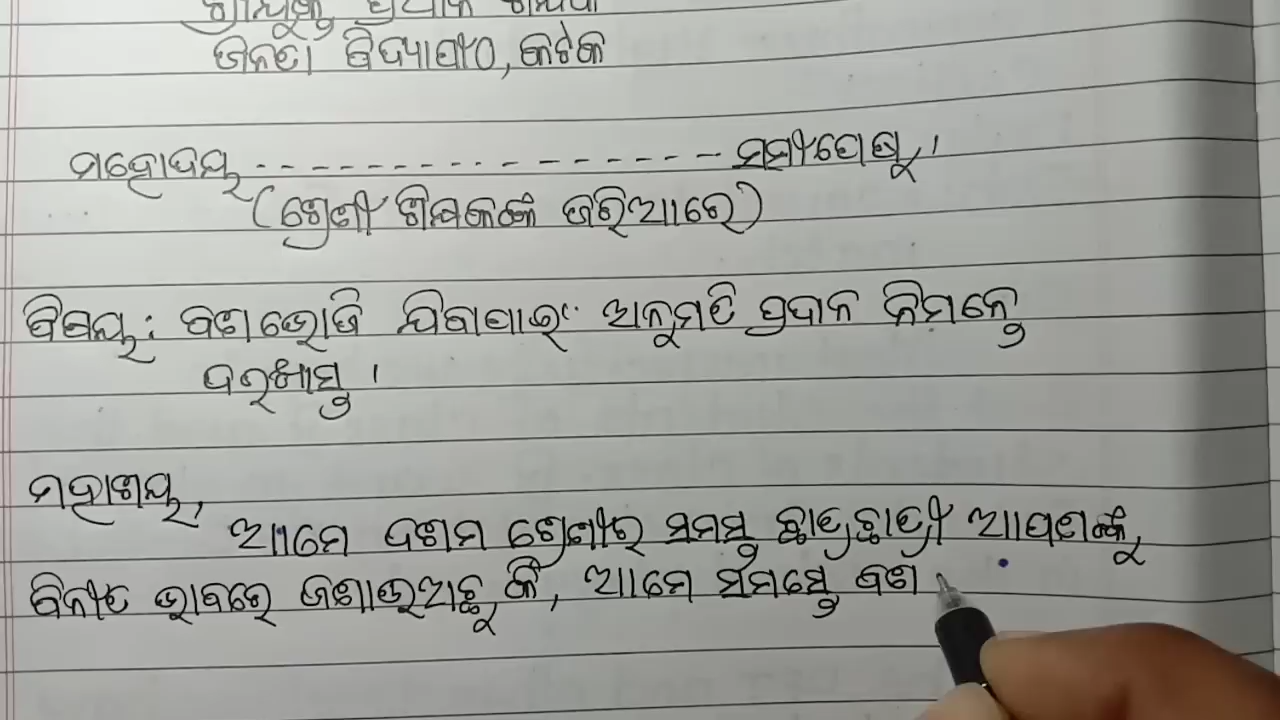 ଜନତା ବିଦ୍ୟାପୀଠ, କଟକ
ମହୋଦୟ - - - - - - - - - - - - - - - - ସମୀପେଷୁ ।
(ଶ୍ରେଣୀ ଶିକ୍ଷକଙ୍କ ଜରିଆରେ)
ବିଷୟ : ବଣଭୋଜି ଯିବାପାଇଁ ଅନୁମତି ପ୍ରଦାନ ନିମନ୍ତେ
ଦରଖାସ୍ତ ।
ମହାଶୟ,
ଆମେ ଦଶମ ଶ୍ରେଣୀର ସମସ୍ତ ଛାତ୍ରଛାତ୍ରୀ ଆପଣଙ୍କୁ
ବିନୀତ ଭାବରେ ଜଣାଉଅଛୁ କି, ଆମେ ସମସ୍ତେ ବଣ